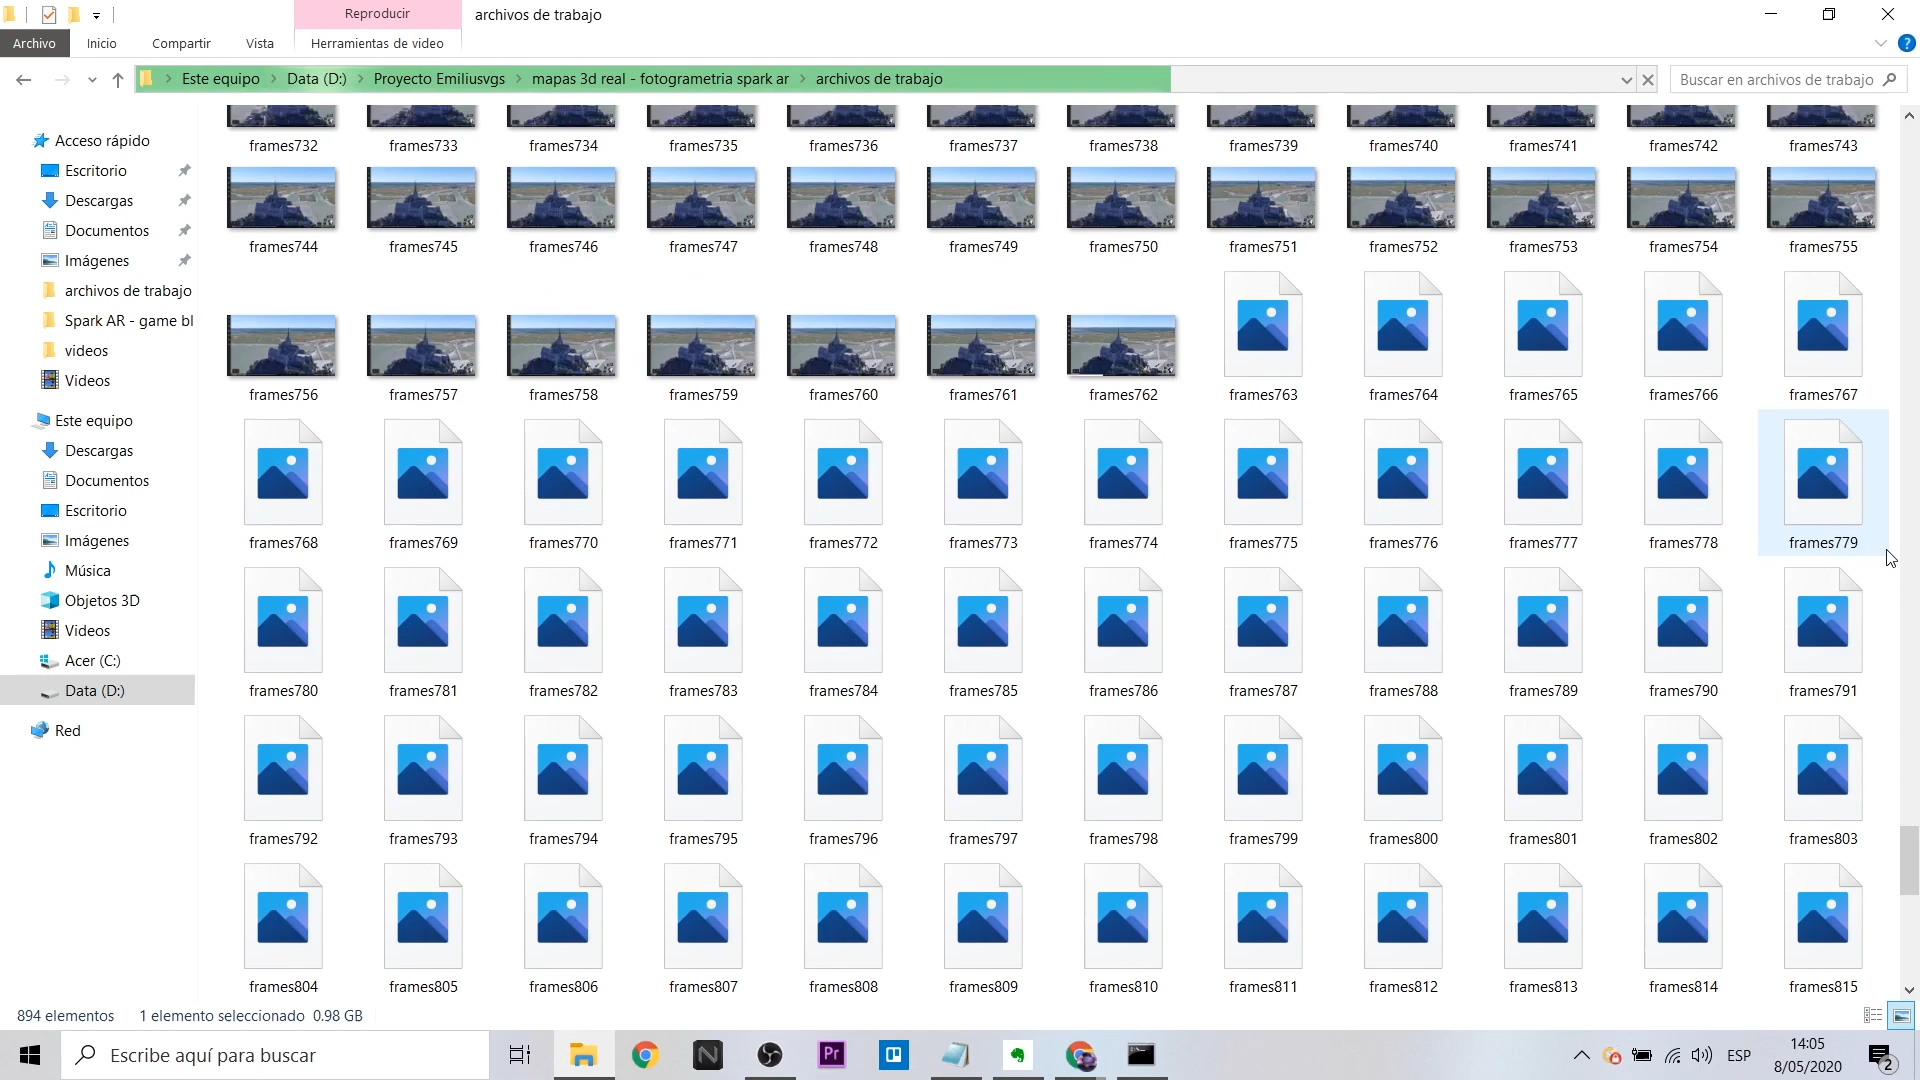 Reproducir
archivos de trabajo
Archivo Inicio Compartir Vista Herramientas de video
Este equipo Data (D:) Proyecto Emiliusvgs mapas 3d real - fotogrametria spark ar archivos de trabajo
Buscar en archivos de trabajo
Acceso rápido
Escritorio
Descargas
Documentos
Imágenes
archivos de trabajo
Spark AR - game bl
videos
Videos
Este equipo
Descargas
Documentos
Escritorio
Imágenes
Música
Objetos 3D
Videos
Acer (C:)
Data (D:)
Red
frames732 frames733 frames734 frames735 frames736 frames737 frames738 frames739 frames740 frames741 frames742 frames743
frames744 frames745 frames746 frames747 frames748 frames749 frames750 frames751 frames752 frames753 frames754 frames755
frames756 frames757 frames758 frames759 frames760 frames761 frames762 frames763 frames764 frames765 frames766 frames767
frames768 frames769 frames770 frames771 frames772 frames773 frames774 frames775 frames776 frames777 frames778 frames779
frames780 frames781 frames782 frames783 frames784 frames785 frames786 frames787 frames788 frames789 frames790 frames791
frames792 frames793 frames794 frames795 frames796 frames797 frames798 frames799 frames800 frames801 frames802 frames803
frames804 frames805 frames806 frames807 frames808 frames809 frames810 frames811 frames812 frames813 frames814 frames815
894 elementos 1 elemento seleccionado 0.98 GB
Escribe aquí para buscar
Pr
ESP
14:05
8/05/2020
2